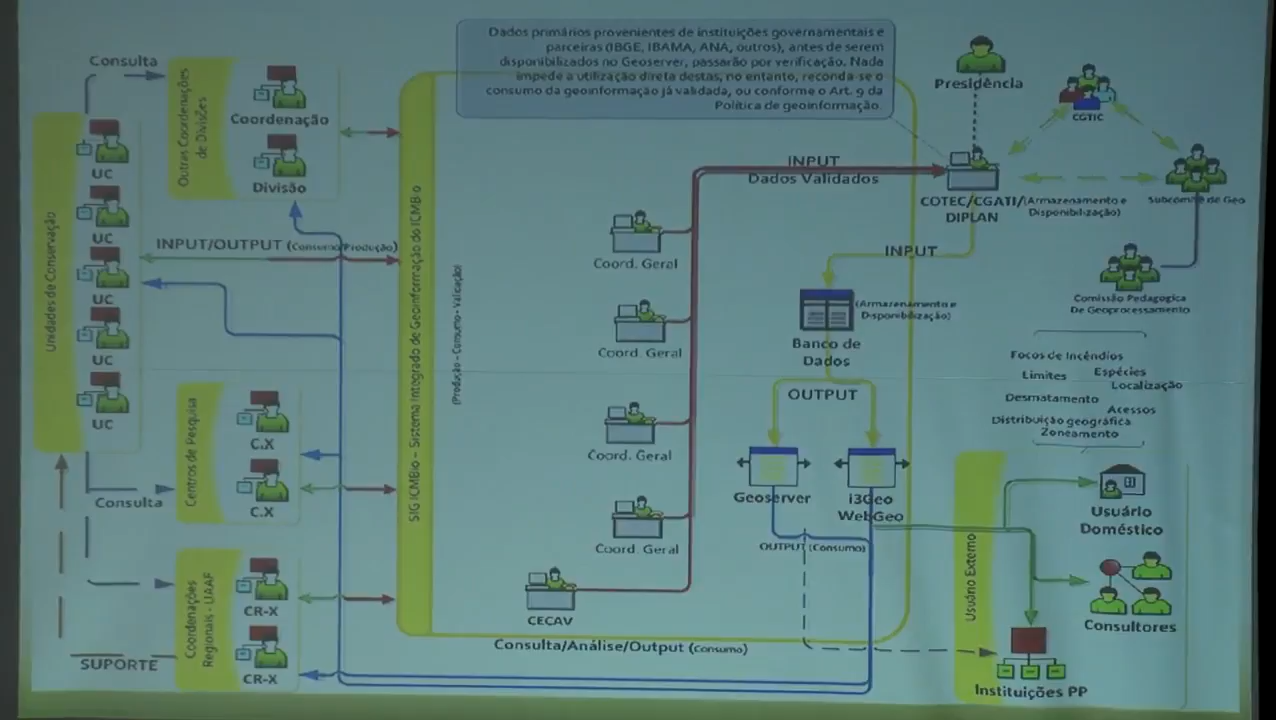 Dados primários provenientes de instituições governamentais e
parceiras (IBGE, IBAMA, ANA, outros), antes de serem
disponibilizados no Geoserver, passarão por verificação. Nada
impede a utilização direta destas, no entanto, reconda-se o
consumo da geoinformação já validada, ou conforme o Art. 9 da
Política de geoinformação.
Consulta
Outras Coordenações
de Divisões
Coordenação
Divisão
Unidades de Conservação
UC
UC
UC
UC
UC
INPUT/OUTPUT (Consumo/Produção)
Centros de Pesquisa
C.X
C.X
Consulta
Coordenações
Regionais - UAAF
CR-X
CR-X
SUPORTE
SIG ICMBio – Sistema Integrado de Geoinformação do ICMBio
(Produção - Consumo - Validação)
INPUT
Dados Validados
Coord. Geral
Coord. Geral
Coord. Geral
Coord. Geral
CECAV
Consulta/Análise/Output (Consumo)
Presidência
CGTIC
COTEC/CGATI/
DIPLAN
(Armazenamento e
Disponibilização)
Subcomitê de Geo
Comissão Pedagogica
De Geoprocessamento
INPUT
(Armazenamento e
Disponibilização)
Banco de
Dados
OUTPUT
Geoserver
i3Geo
WebGeo
OUTPUT (Consumo)
Focos de Incêndios
Limites
Espécies
Localização
Desmatamento
Acessos
Distribuição geográfica
Zoneamento
Usuário Externo
Usuário
Doméstico
Consultores
Instituições PP